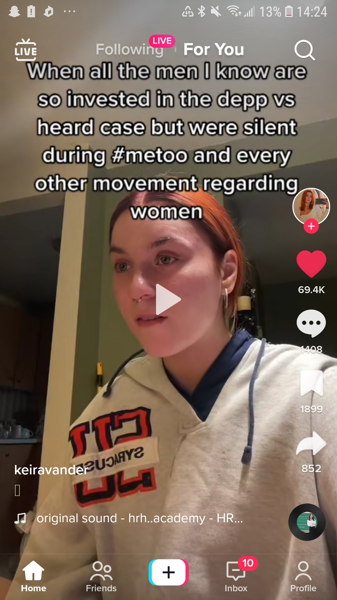 13% 14:24
LIVE
LIVE Following For You
When all the men I know are
so invested in the depp vs
heard case but were silent
during #metoo and every
other movement regarding
women
69.4K
1408
1899
852
SYRACUSE
keiravander
original sound - hrh..academy - HR...
10
Home Friends Inbox Profile